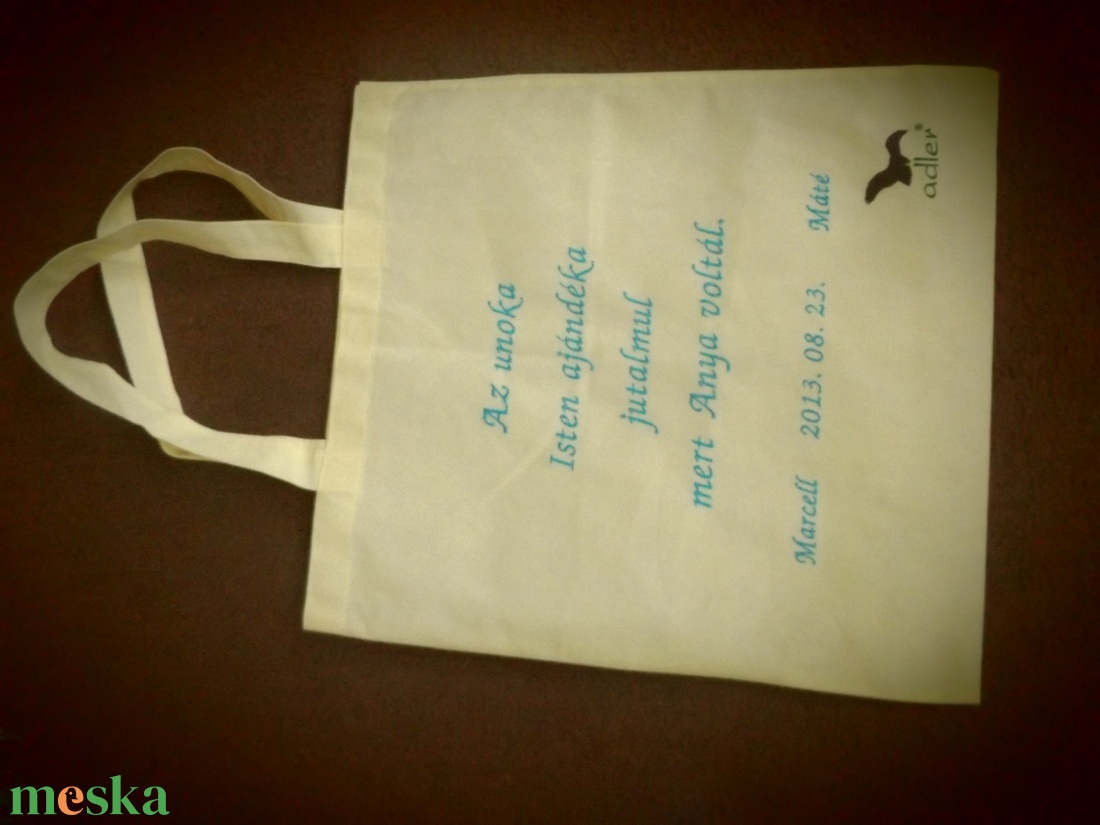 Az unoka
Isten ajándéka
jutalmul
mert Anya voltál.
Marcell 2013. 08. 23. Máté
adler®
meska